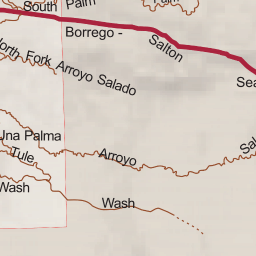 South Palm
Borrego - Salton Sea
North Fork Arroyo Salado
Una Palma
Arroyo Sal
Tule Wash
Wash